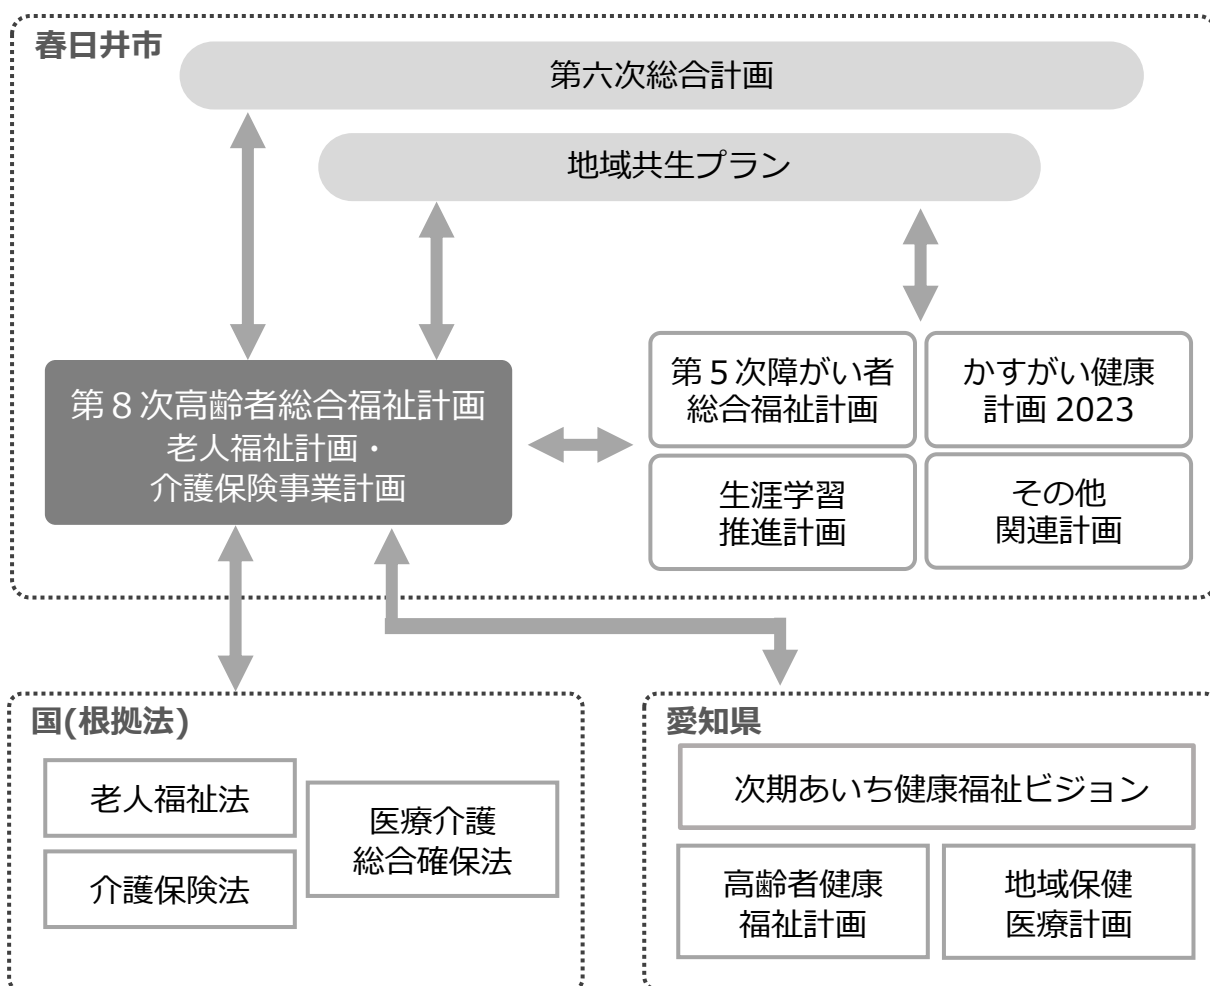 春日井市
第六次総合計画
地域共生プラン
第８次高齢者総合福祉計画
老人福祉計画・
介護保険事業計画
第５次障がい者
総合福祉計画
かすがい健康
計画 2023
生涯学習
推進計画
その他
関連計画
国(根拠法)
老人福祉法
介護保険法
医療介護
総合確保法
愛知県
次期あいち健康福祉ビジョン
高齢者健康
福祉計画
地域保健
医療計画